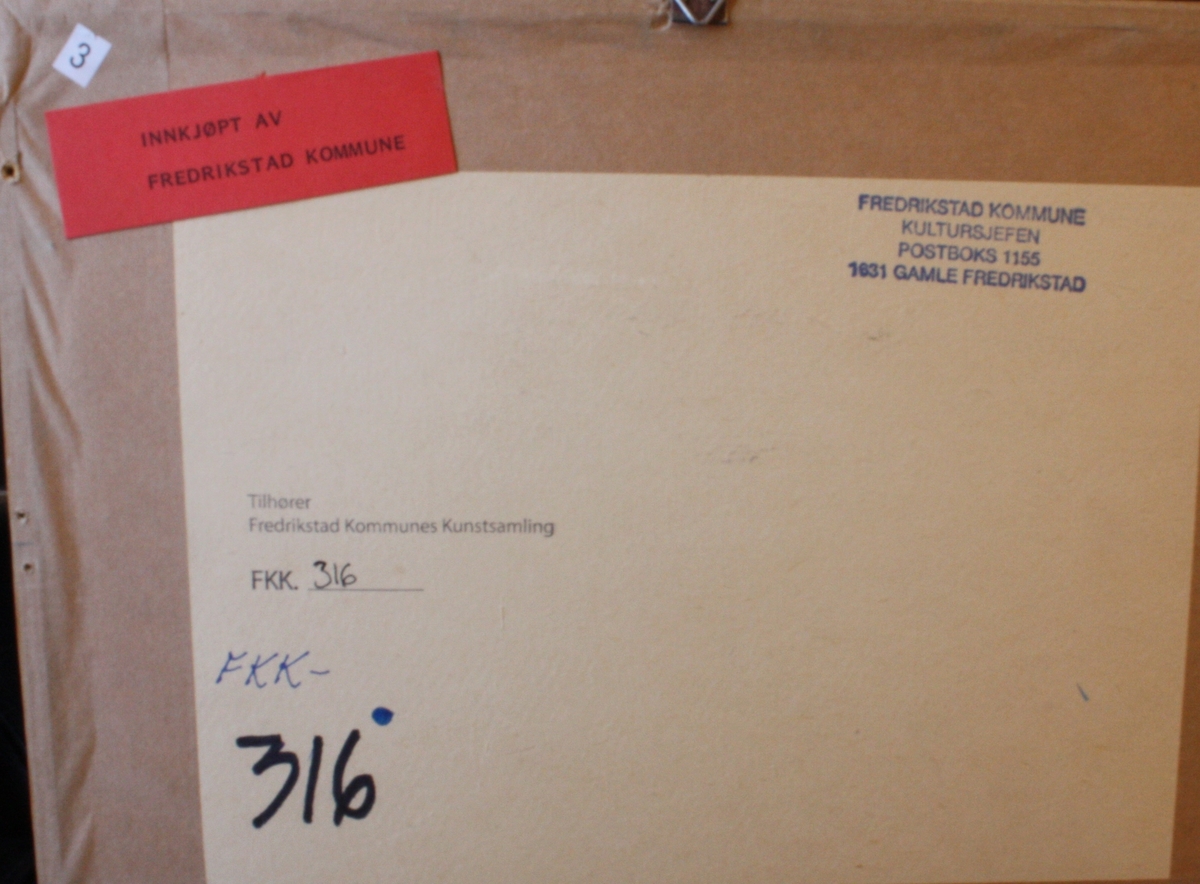 3
INNKJØPT AV
FREDRIKSTAD KOMMUNE
FREDRIKSTAD KOMMUNE
KULTURSJEFEN
POSTBOKS 1155
1631 GAMLE FREDRIKSTAD
Tilhører
Fredrikstad Kommunes Kunstsamling
FKK. 316
FKK-
316